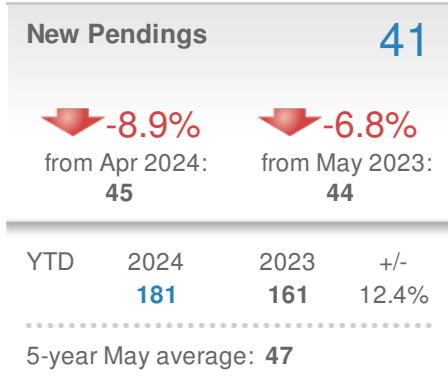 New Pendings 41
-8.9% -6.8%
from Apr 2024: from May 2023:
45 44
YTD 2024 2023 +/-
181 161 12.4%
5-year May average: 47